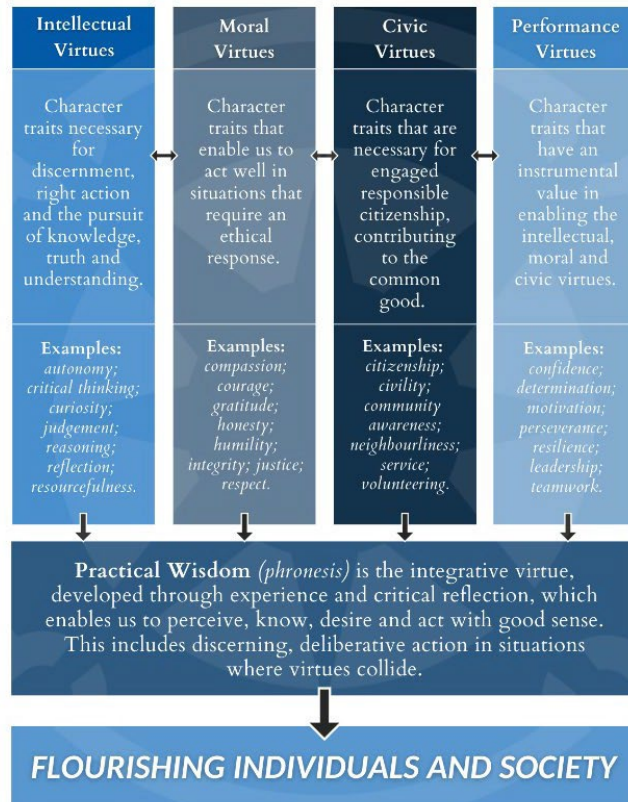 Intellectual
Virtues
Character
traits necessary
for
discernment,
right action
and the pursuit
of knowledge,
truth and
understanding.
Examples:
autonomy;
critical thinking;
curiosity;
judgement;
reasoning;
reflection;
resourcefulness.
Moral
Virtues
Character
traits that
enable us to
act well in
situations that
require an
ethical
response.
Examples:
compassion;
courage;
gratitude;
honesty;
humility;
integrity; justice;
respect.
Civic
Virtues
Character
traits that are
necessary for
engaged
responsible
citizenship,
contributing
to the
common
good.
Examples:
citizenship;
civility;
community
awareness;
neighbourliness;
service;
volunteering.
Performance
Virtues
Character
traits that
have an
instrumental
value in
enabling the
intellectual,
moral and
civic virtues.
Examples:
confidence;
determination;
motivation;
perseverance;
resilience;
leadership;
teamwork.
Practical Wisdom (phronesis) is the integrative virtue,
developed through experience and critical reflection, which
enables us to perceive, know, desire and act with good sense.
This includes discerning, deliberative action in situations
where virtues collide.
FLOURISHING INDIVIDUALS AND SOCIETY